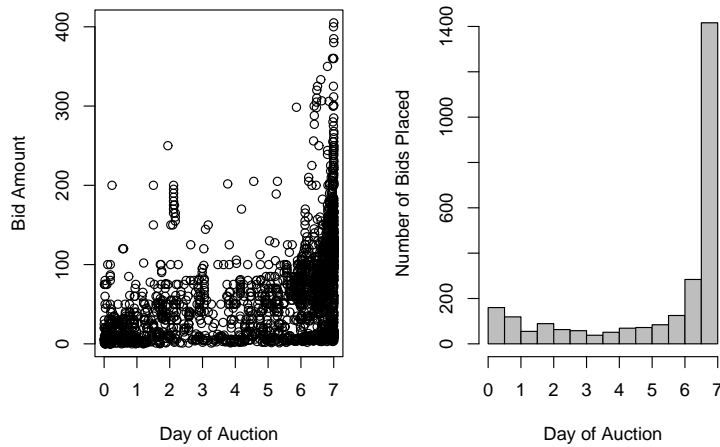 Bid Amount
400
300
200
100
0
0 1 2 3 4 5 6 7
Day of Auction
Number of Bids Placed
1400
1000
600
200
0
0 1 2 3 4 5 6 7
Day of Auction